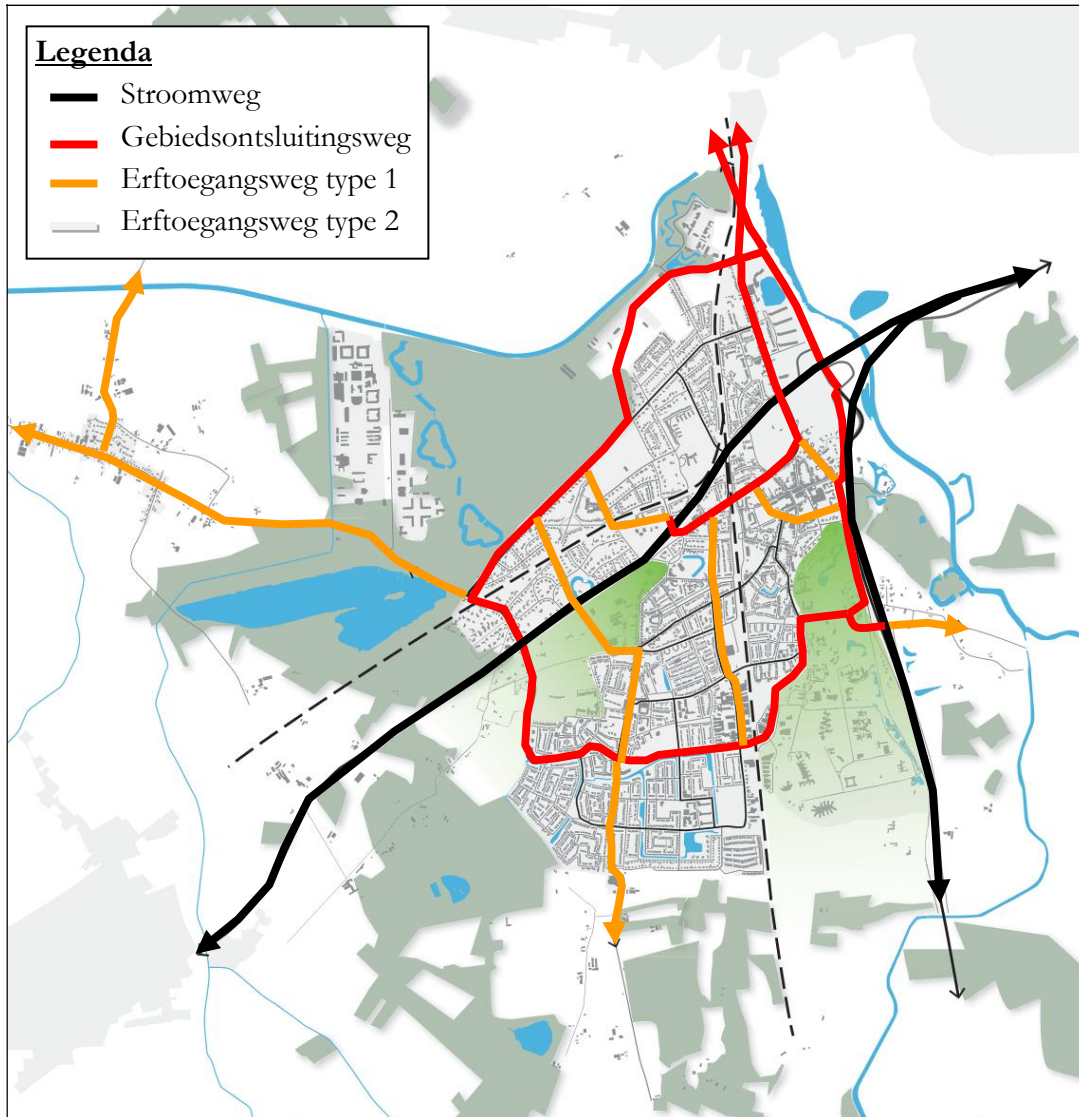 Legenda
Stroomweg
Gebiedsontsluitingsweg
Erftoegangsweg type 1
Erftoegangsweg type 2